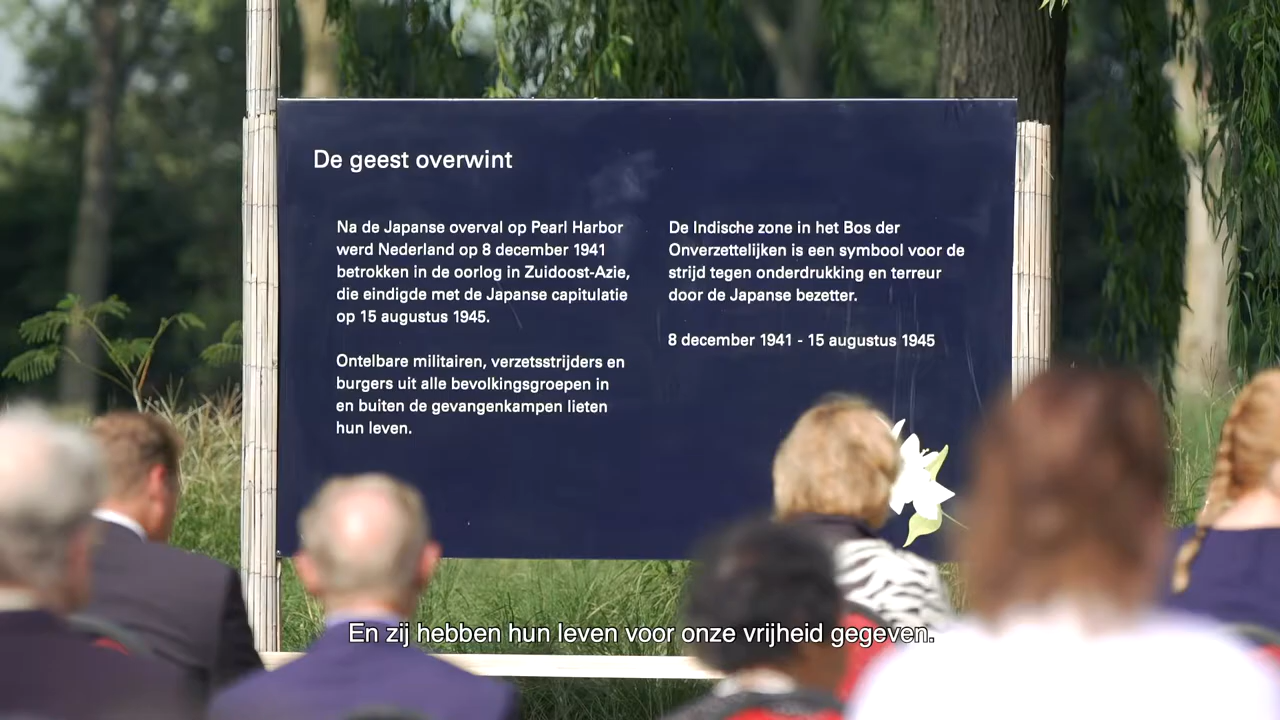 De geest overwint
Na de Japanse overval op Pearl Harbor
werd Nederland op 8 december 1941
betrokken in de oorlog in Zuidoost-Azie,
die eindigde met de Japanse capitulatie
op 15 augustus 1945.
Ontelbare militairen, verzetsstrijders en
burgers uit alle bevolkingsgroepen in
en buiten de gevangenkampen lieten
hun leven.
De Indische zone in het Bos der
Onverzettelijken is een symbool voor de
strijd tegen onderdrukking en terreur
door de Japanse bezetter.
8 december 1941 - 15 augustus 1945
En zij hebben hun leven voor onze vrijheid gegeven.